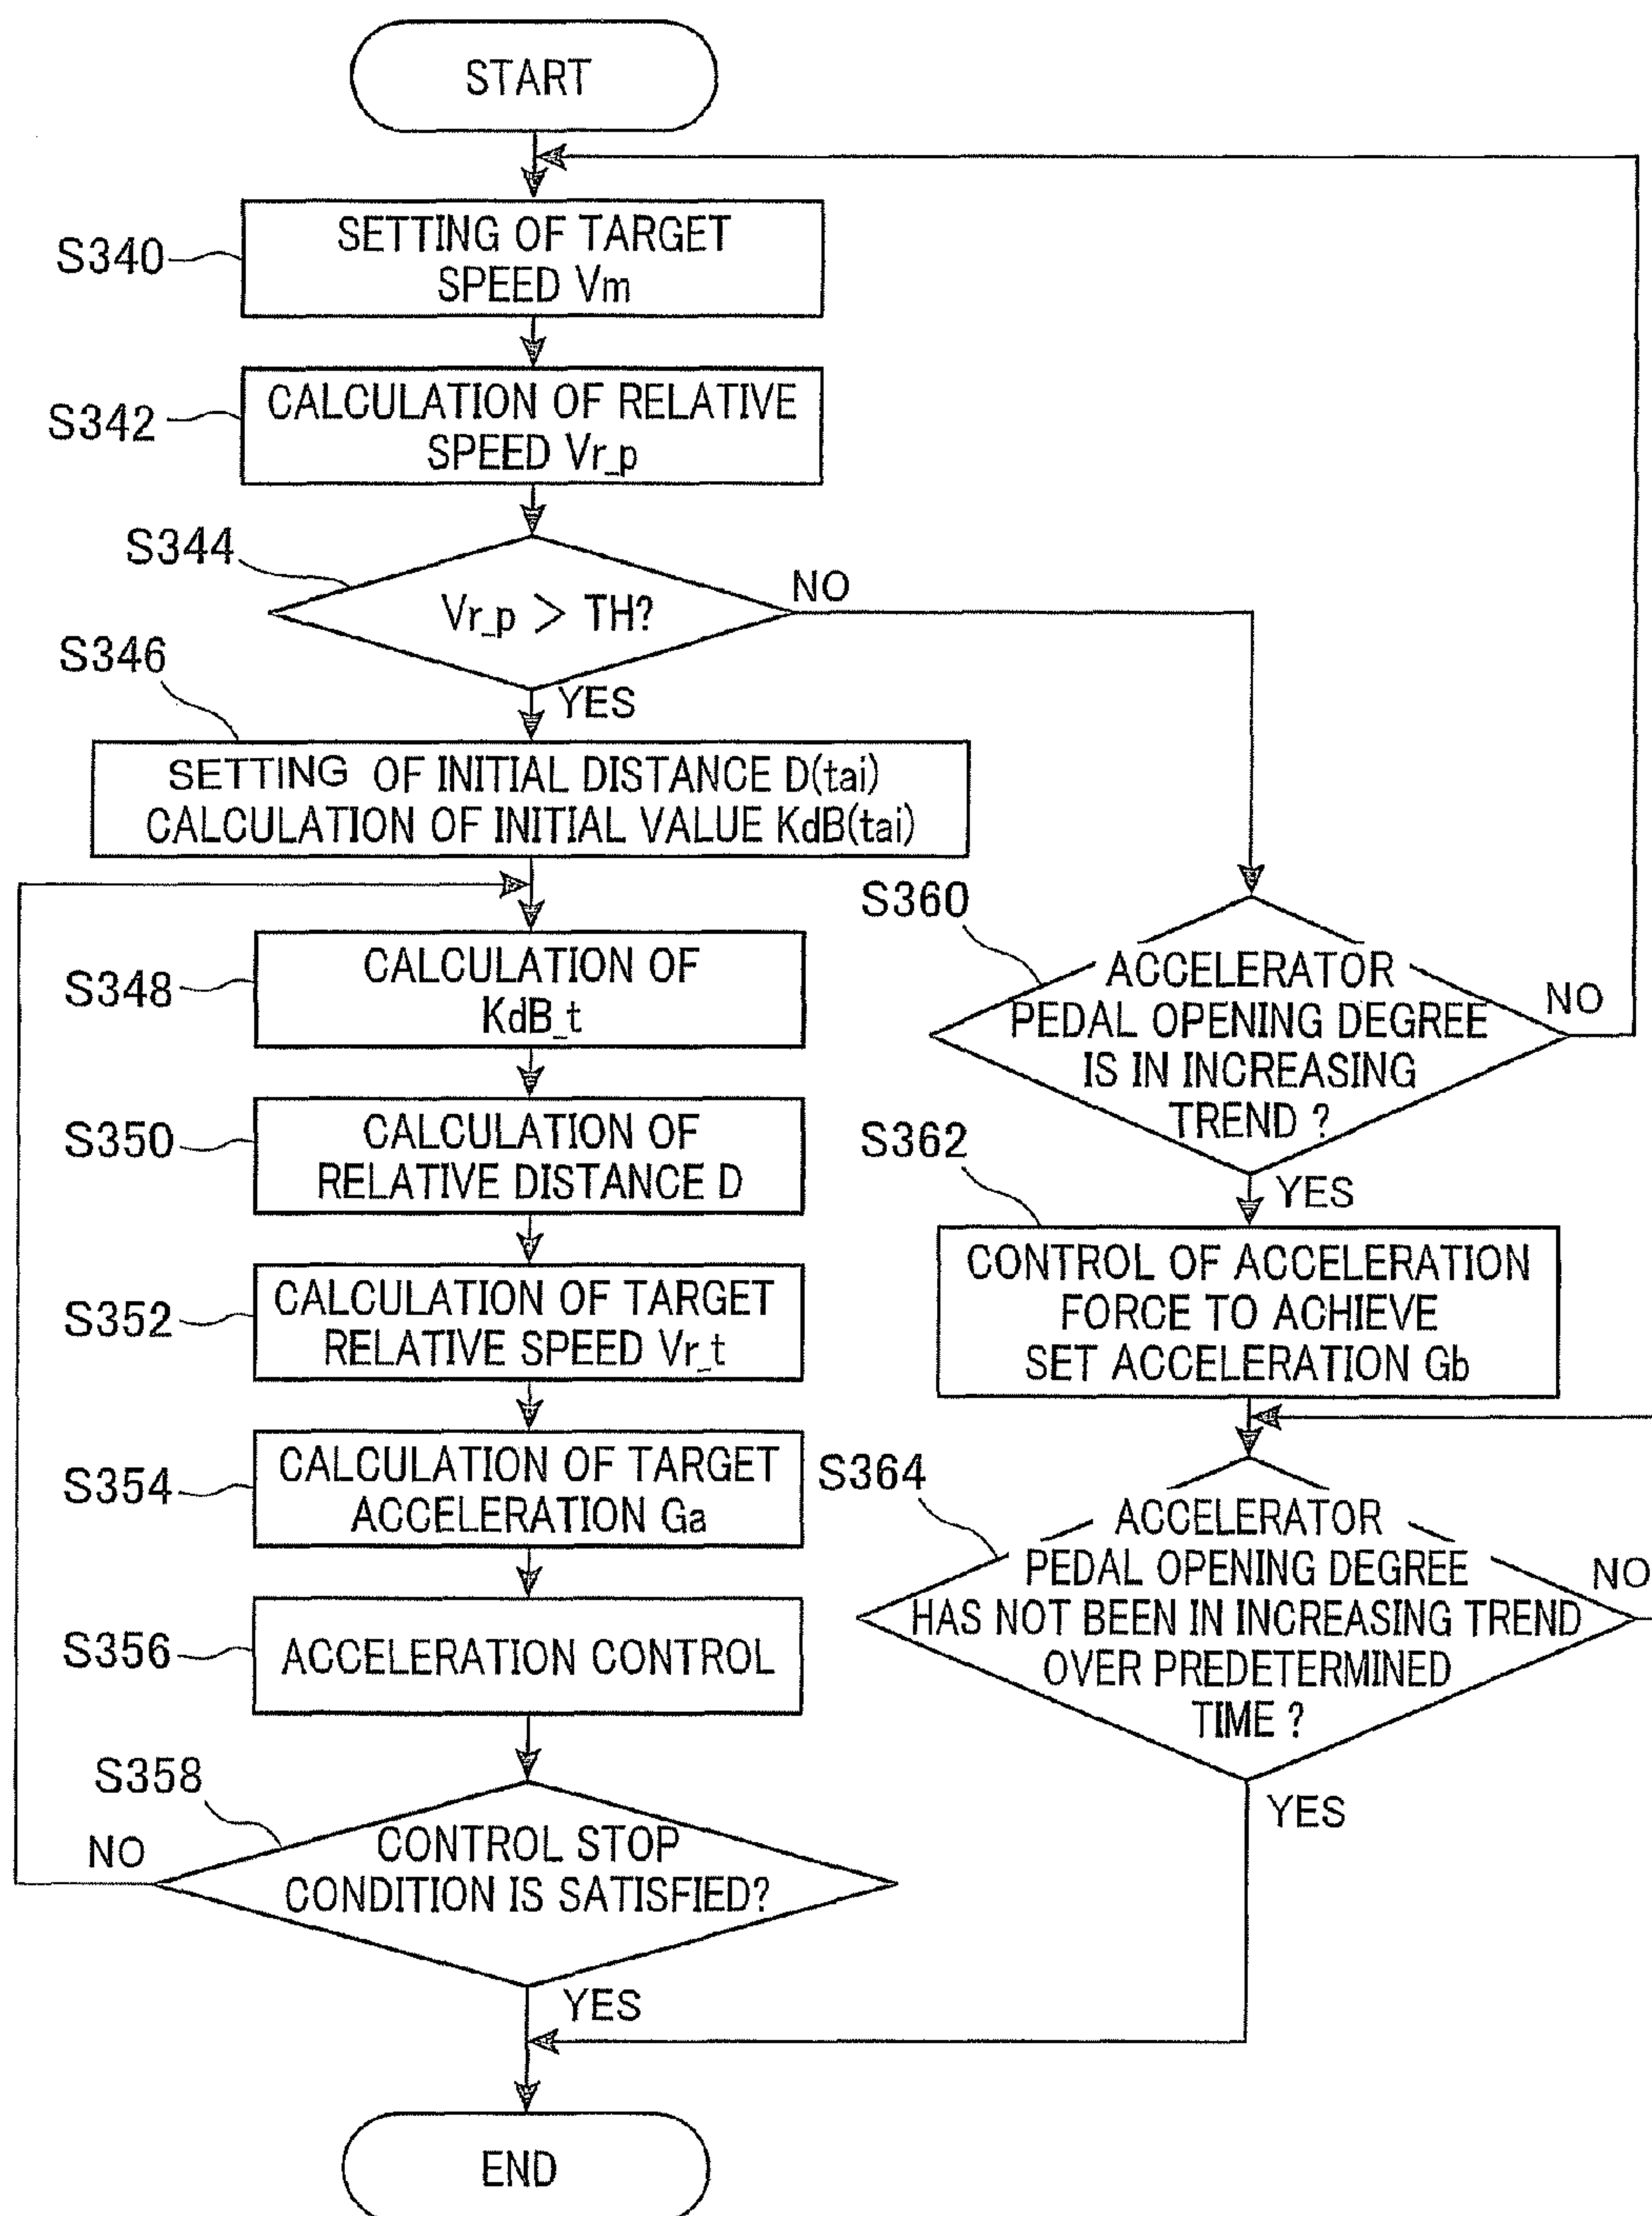 START
S340
SETTING OF TARGET
SPEED Vm
S342
CALCULATION OF RELATIVE
SPEED Vr_p
S344
Vr_p > TH?
NO
YES
S346
SETTING OF INITIAL DISTANCE D(tai)
CALCULATION OF INITIAL VALUE KdB(tai)
S348
CALCULATION OF
KdB_t
S350
CALCULATION OF
RELATIVE DISTANCE D
S352
CALCULATION OF TARGET
RELATIVE SPEED Vr_t
S354
CALCULATION OF TARGET
ACCELERATION Ga
S356
ACCELERATION CONTROL
S358
CONTROL STOP
CONDITION IS SATISFIED?
NO
YES
S360
ACCELERATOR
PEDAL OPENING DEGREE
IS IN INCREASING
TREND ?
NO
YES
S362
CONTROL OF ACCELERATION
FORCE TO ACHIEVE
SET ACCELERATION Gb
S364
ACCELERATOR
PEDAL OPENING DEGREE
HAS NOT BEEN IN INCREASING TREND
OVER PREDETERMINED
TIME ?
NO
YES
END